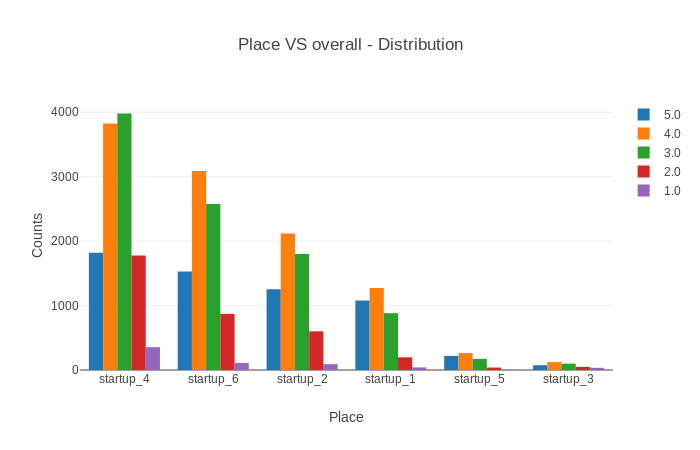 Place VS overall - Distribution
4000
3000
2000
1000
0
Counts
startup_4
startup_6
startup_2
startup_1
startup_5
startup_3
Place
5.0
4.0
3.0
2.0
1.0